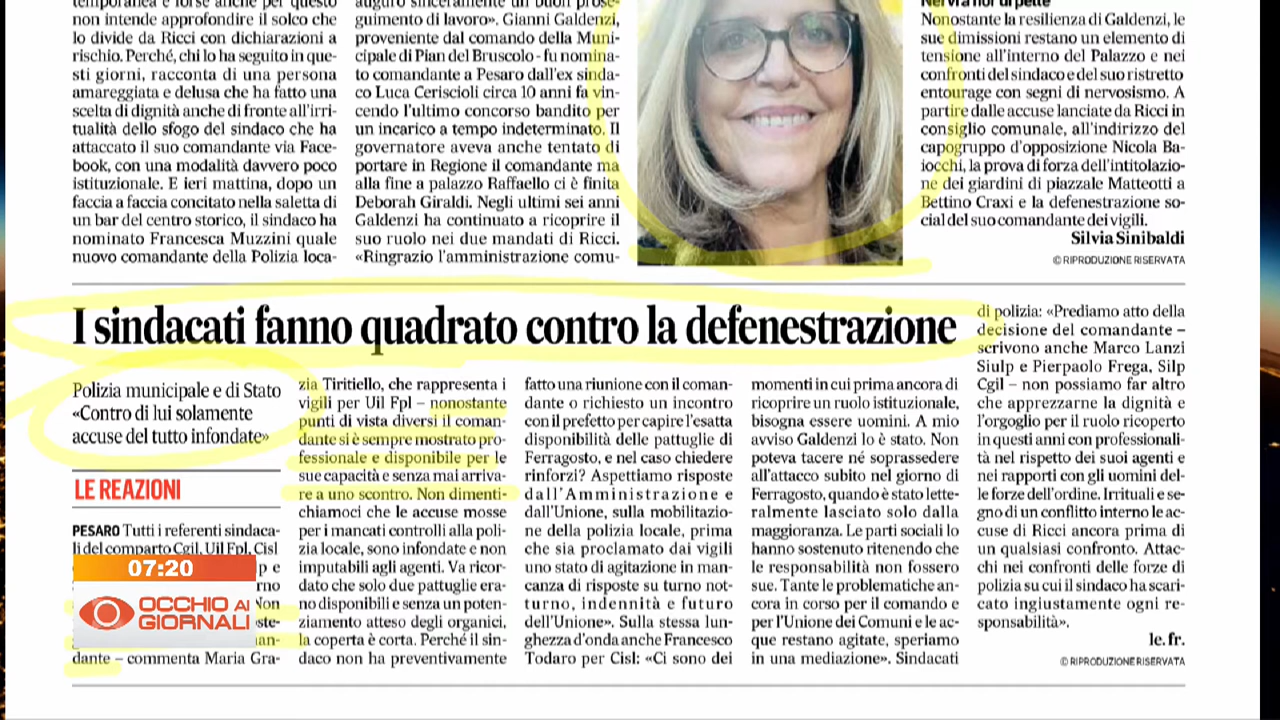 temporanea e forse anche per questo
non intende approfondire il solco che
lo divide da Ricci con dichiarazioni a
rischio. Perché, chi lo ha seguito in que-
sti giorni, racconta di una persona
amareggiata e delusa che ha fatto una
scelta di dignità anche di fronte all'irri-
tualità dello sfogo del sindaco che ha
attaccato il suo comandante via Face-
book, con una modalità davvero poco
istituzionale. E ieri mattina, dopo un
faccia a faccia concitato nella saletta di
un bar del centro storico, il sindaco ha
nominato Francesca Muzzini quale
nuovo comandante della Polizia loca-
auguro sinceramente un buon prose-
guimento di lavoro». Gianni Galdenzi,
proveniente dal comando della Muni-
cipale di Pian del Bruscolo - fu nomina-
to comandante a Pesaro dall'ex sinda-
co Luca Ceriscioli circa 10 anni fa vin-
cendo l'ultimo concorso bandito per
un incarico a tempo indeterminato. Il
governatore aveva anche tentato di
portare in Regione il comandante ma
alla fine a palazzo Raffaello ci è finita
Deborah Giraldi. Negli ultimi sei anni
Galdenzi ha continuato a ricoprire il
suo ruolo nei due mandati di Ricci.
«Ringrazio l'amministrazione comu-
Nervi a fior di pelle
Nonostante la resilienza di Galdenzi, le
sue dimissioni restano un elemento di
tensione all'interno del Palazzo e nei
confronti del sindaco e del suo ristretto
entourage con segni di nervosismo. A
partire dalle accuse lanciate da Ricci in
consiglio comunale, all'indirizzo del
capogruppo d'opposizione Nicola Ba-
iocchi, la prova di forza dell'intitolazio-
ne dei giardini di piazzale Matteotti a
Bettino Craxi e la defenestrazione so-
cial del suo comandante dei vigili.
Silvia Sinibaldi
© RIPRODUZIONE RISERVATA
I sindacati fanno quadrato contro la defenestrazione
Polizia municipale e di Stato
«Contro di lui solamente
accuse del tutto infondate»
LE REAZIONI
PESARO Tutti i referenti sindaca-
li del comparto Cgil, Uil Fpl, Cisl
p e
rno
Non
oste-
man-
dante – commenta Maria Gra-
07:20
OCCHIO AI
GIORNALI
zia Tiritiello, che rappresenta i
vigili per Uil Fpl – nonostante
punti di vista diversi il coman-
dante si è sempre mostrato pro-
fessionale e disponibile per le
sue capacità e senza mai arriva-
re a uno scontro. Non dimenti-
chiamoci che le accuse mosse
per i mancati controlli alla poli-
zia locale, sono infondate e non
imputabili agli agenti. Va ricor-
dato che solo due pattuglie era-
no disponibili e senza un poten-
ziamento atteso degli organici,
la coperta è corta. Perché il sin-
daco non ha preventivamente
fatto una riunione con il coman-
dante o richiesto un incontro
con il prefetto per capire l'esatta
disponibilità delle pattuglie di
Ferragosto, e nel caso chiedere
rinforzi? Aspettiamo risposte
dall'Amministrazione e
dall'Unione, sulla mobilitazio-
ne della polizia locale, prima
che sia proclamato dai vigili
uno stato di agitazione in man-
canza di risposte su turno not-
turno, indennità e futuro
dell'Unione». Sulla stessa lun-
ghezza d'onda anche Francesco
Todaro per Cisl: «Ci sono dei
momenti in cui prima ancora di
ricoprire un ruolo istituzionale,
bisogna essere uomini. A mio
avviso Galdenzi lo è stato. Non
poteva tacere né soprassedere
all'attacco subito nel giorno di
Ferragosto, quando è stato lette-
ralmente lasciato solo dalla
maggioranza. Le parti sociali lo
hanno sostenuto ritenendo che
le responsabilità non fossero
sue. Tante le problematiche an-
cora in corso per il comando e
per l'Unione dei Comuni e le ac-
que restano agitate, speriamo
in una mediazione». Sindacati
di polizia: «Prediamo atto della
decisione del comandante –
scrivono anche Marco Lanzi
Siulp e Pierpaolo Frega, Silp
Cgil – non possiamo far altro
che apprezzarne la dignità e
l'orgoglio per il ruolo ricoperto
in questi anni con professionali-
tà nel rispetto dei suoi agenti e
nei rapporti con gli uomini del-
le forze dell'ordine. Irrituali e se-
gno di un conflitto interno le ac-
cuse di Ricci ancora prima di
un qualsiasi confronto. Attac-
chi nei confronti delle forze di
polizia su cui il sindaco ha scari-
cato ingiustamente ogni re-
sponsabilità».
le.fr.
© RIPRODUZIONE RISERVATA